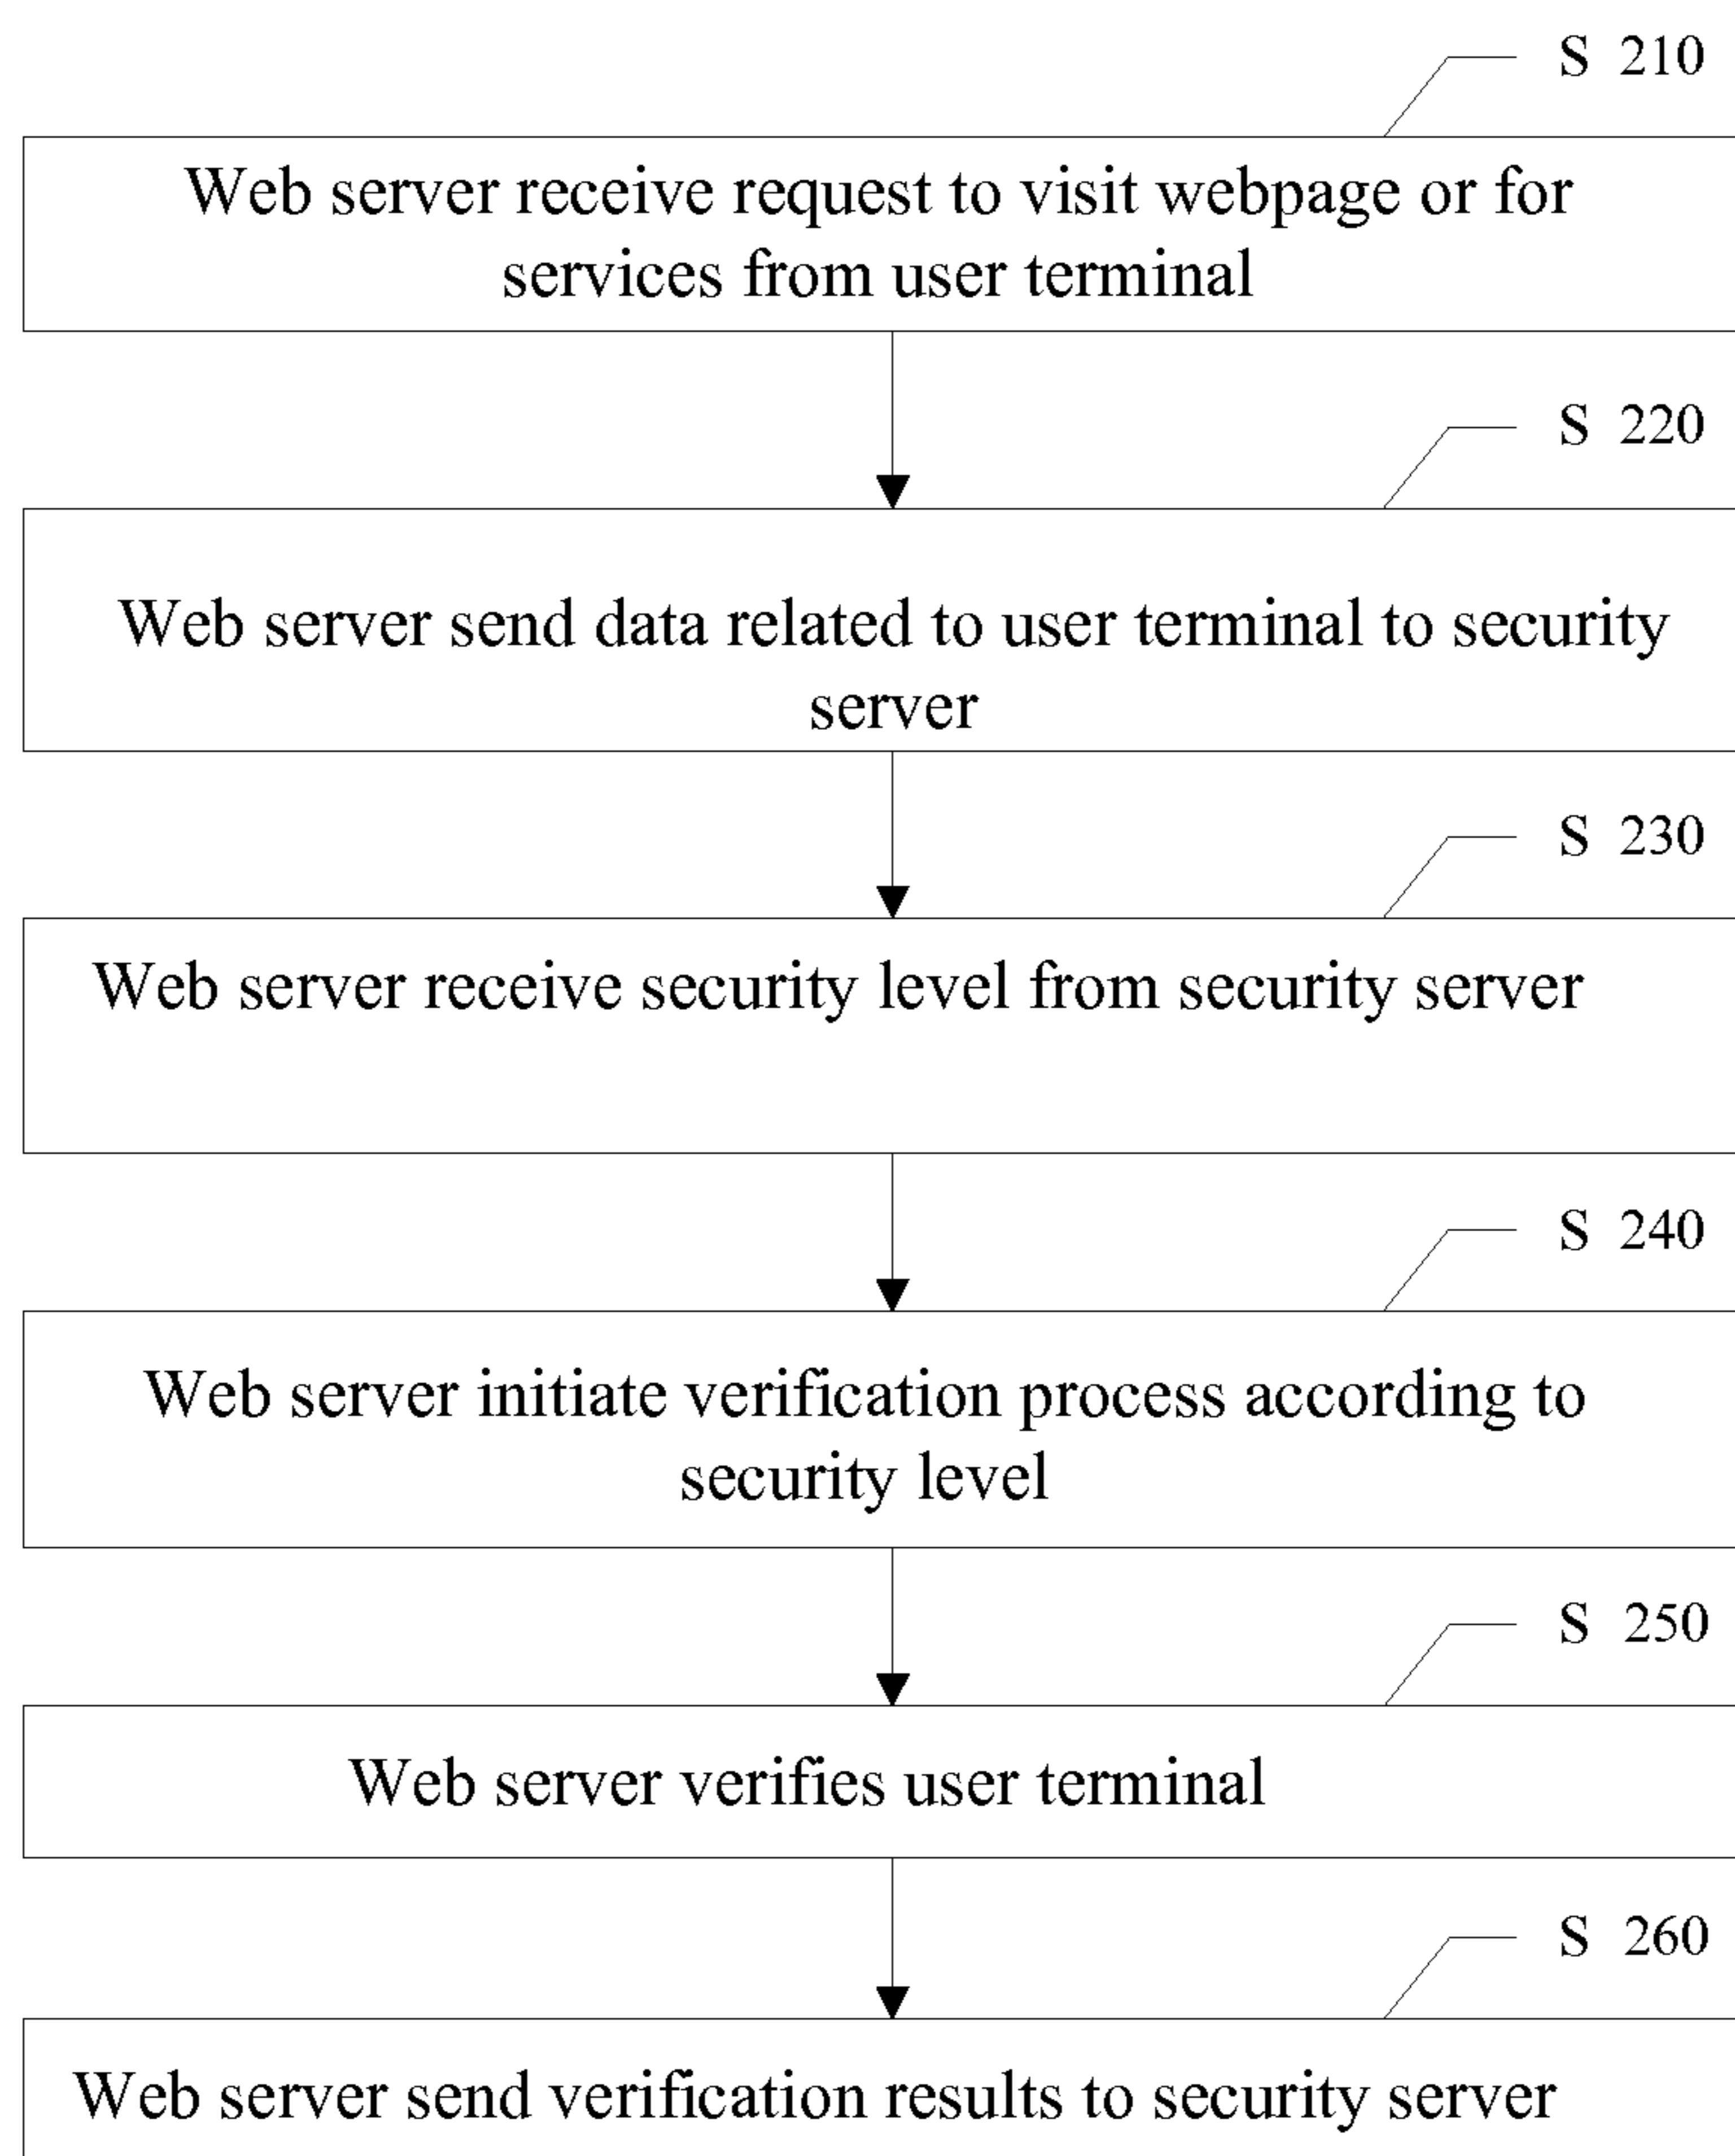 S 210
Web server receive request to visit webpage or for
services from user terminal
S 220
Web server send data related to user terminal to security
server
S 230
Web server receive security level from security server
S 240
Web server initiate verification process according to
security level
S 250
Web server verifies user terminal
S 260
Web server send verification results to security server